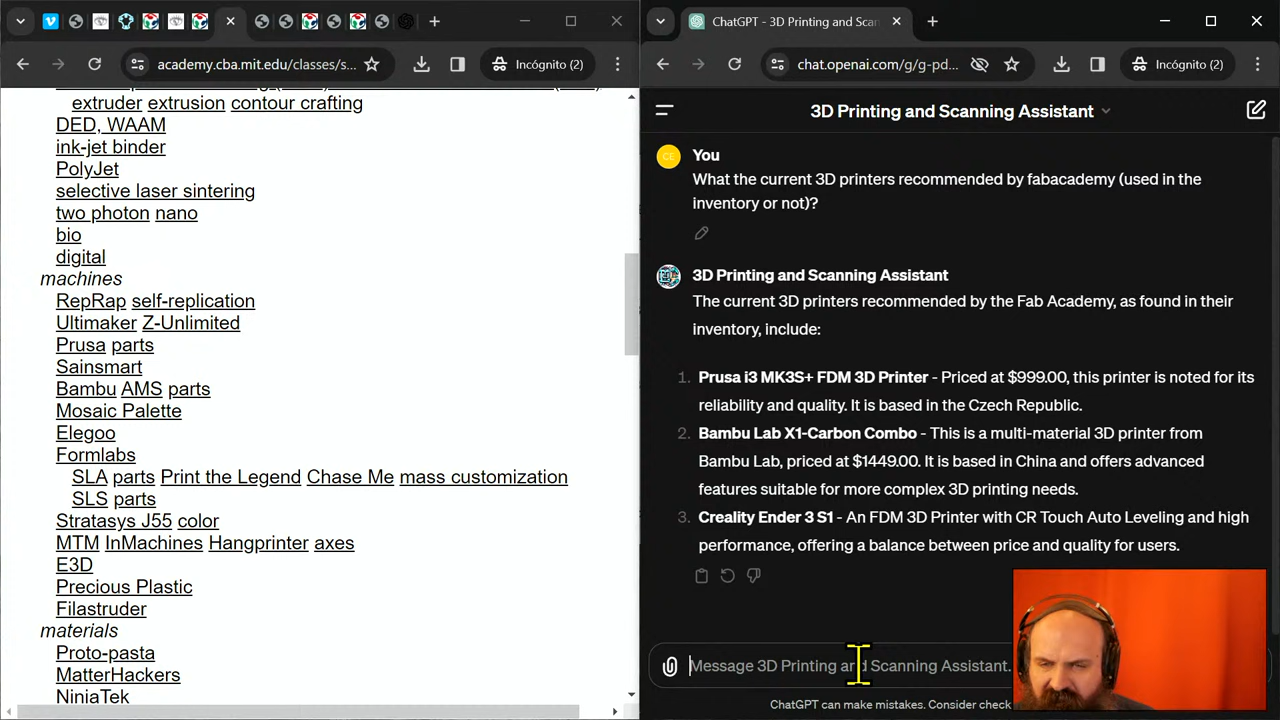 academy.cba.mit.edu/classes/s...
Incógnito (2)
extruder extrusion contour crafting
DED, WAAM
ink-jet binder
PolyJet
selective laser sintering
two photon nano
bio
digital
machines
RepRap self-replication
Ultimaker Z-Unlimited
Prusa parts
Sainsmart
Bambu AMS parts
Mosaic Palette
Elegoo
Formlabs
SLA parts Print the Legend Chase Me mass customization
SLS parts
Stratasys J55 color
MTM InMachines Hangprinter axes
E3D
Precious Plastic
Filastruder
materials
Proto-pasta
MatterHackers
NiniaTek
ChatGPT - 3D Printing and Scan
chat.openai.com/g/g-pd...
Incógnito (2)
3D Printing and Scanning Assistant
CE
You
What the current 3D printers recommended by fabacademy (used in the
inventory or not)?
3D Printing and Scanning Assistant
The current 3D printers recommended by the Fab Academy, as found in their
inventory, include:
1. Prusa i3 MK3S+ FDM 3D Printer - Priced at $999.00, this printer is noted for its
reliability and quality. It is based in the Czech Republic.
2. Bambu Lab X1-Carbon Combo - This is a multi-material 3D printer from
Bambu Lab, priced at $1449.00. It is based in China and offers advanced
features suitable for more complex 3D printing needs.
3. Creality Ender 3 S1 - An FDM 3D Printer with CR Touch Auto Leveling and high
performance, offering a balance between price and quality for users.
Message 3D Printing and Scanning Assistant.
ChatGPT can make mistakes. Consider check